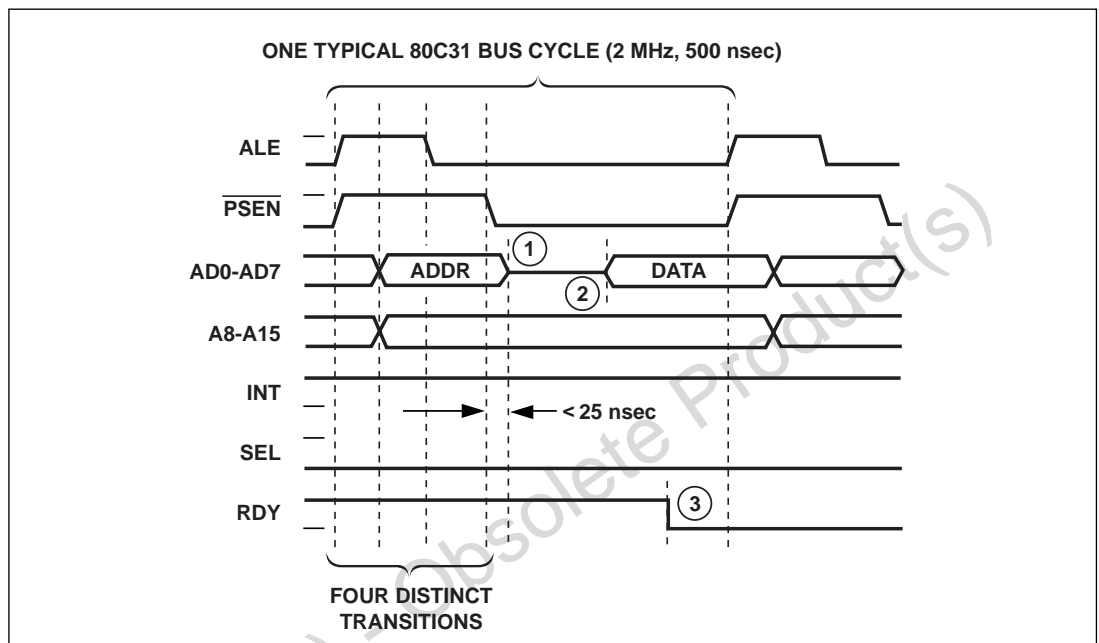 ONE TYPICAL 80C31 BUS CYCLE (2 MHz, 500 nsec)
ALE
PSEN
AD0-AD7
ADDR
1
2
DATA
A8-A15
INT
< 25 nsec
SEL
RDY
3
FOUR DISTINCT
TRANSITIONS
) - Obsolete Product(s)